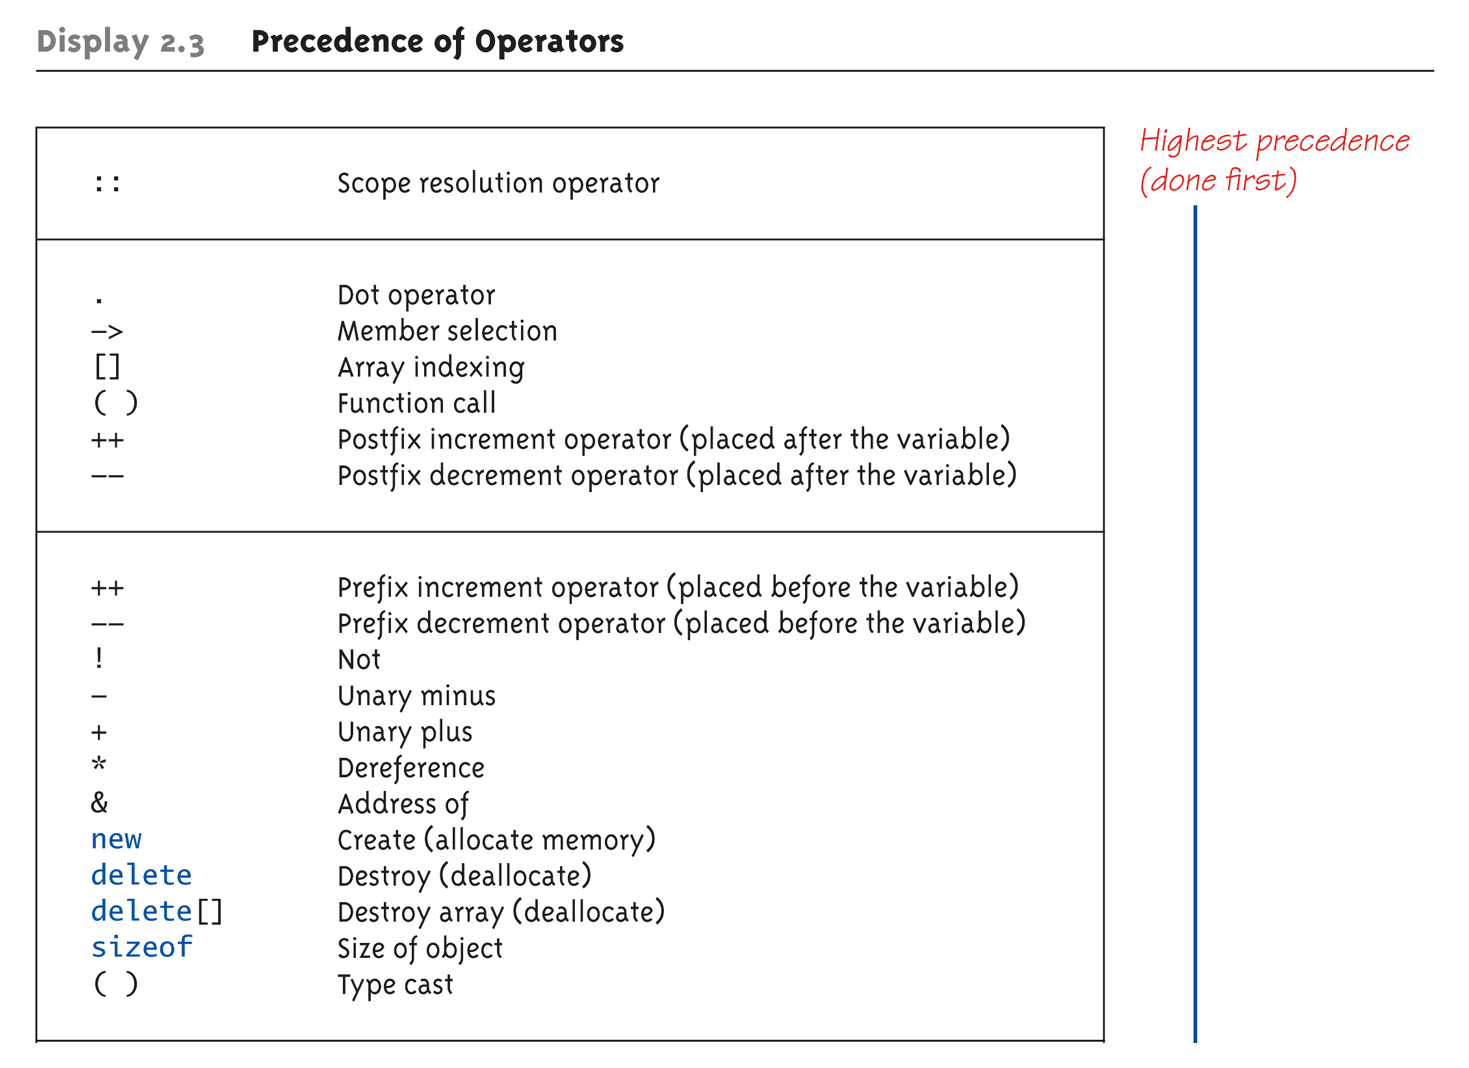 Display 2.3 Precedence of Operators
Highest precedence
(done first)
:: Scope resolution operator
. Dot operator
–> Member selection
[] Array indexing
( ) Function call
++ Postfix increment operator (placed after the variable)
–– Postfix decrement operator (placed after the variable)
++ Prefix increment operator (placed before the variable)
–– Prefix decrement operator (placed before the variable)
! Not
– Unary minus
+ Unary plus
* Dereference
& Address of
new Create (allocate memory)
delete Destroy (deallocate)
delete[] Destroy array (deallocate)
sizeof Size of object
( ) Type cast